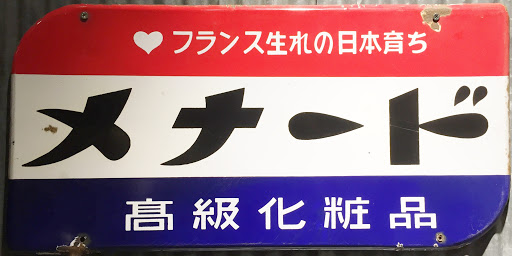 ♥フランス生れの日本育ち
メナード
髙級化粧品